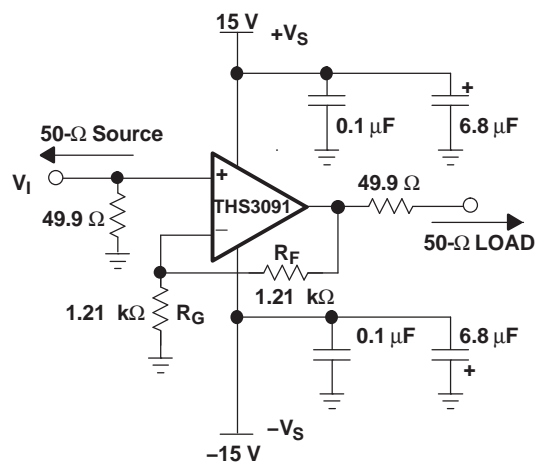 15 V
+VS
0.1 µF
6.8 µF
+
50-Ω Source
VI
49.9 Ω
+
THS3091
−
49.9 Ω
50-Ω LOAD
RF
1.21 kΩ
1.21 kΩ
RG
0.1 µF
6.8 µF
+
−VS
−15 V